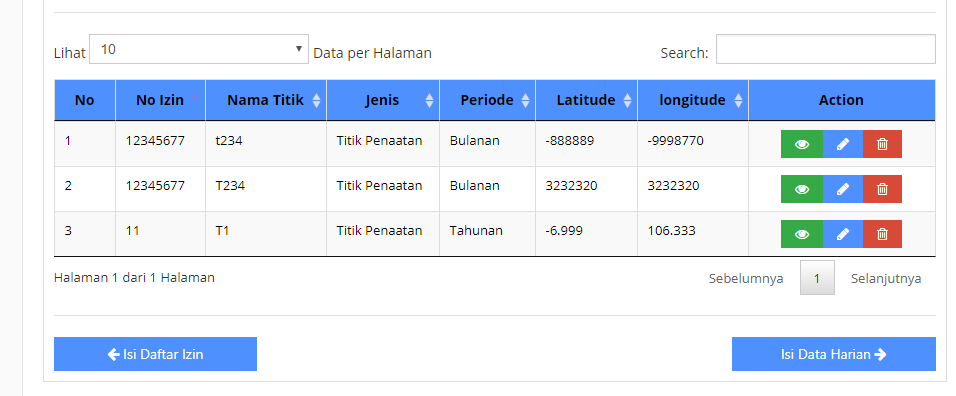 Lihat 10 Data per Halaman Search:
No No Izin Nama Titik Jenis Periode Latitude longitude Action
1 12345677 t234 Titik Penaatan Bulanan -888889 -9998770
2 12345677 T234 Titik Penaatan Bulanan 3232320 3232320
3 11 T1 Titik Penaatan Tahunan -6.999 106.333
Halaman 1 dari 1 Halaman Sebelumnya 1 Selanjutnya
Isi Daftar Izin Isi Data Harian